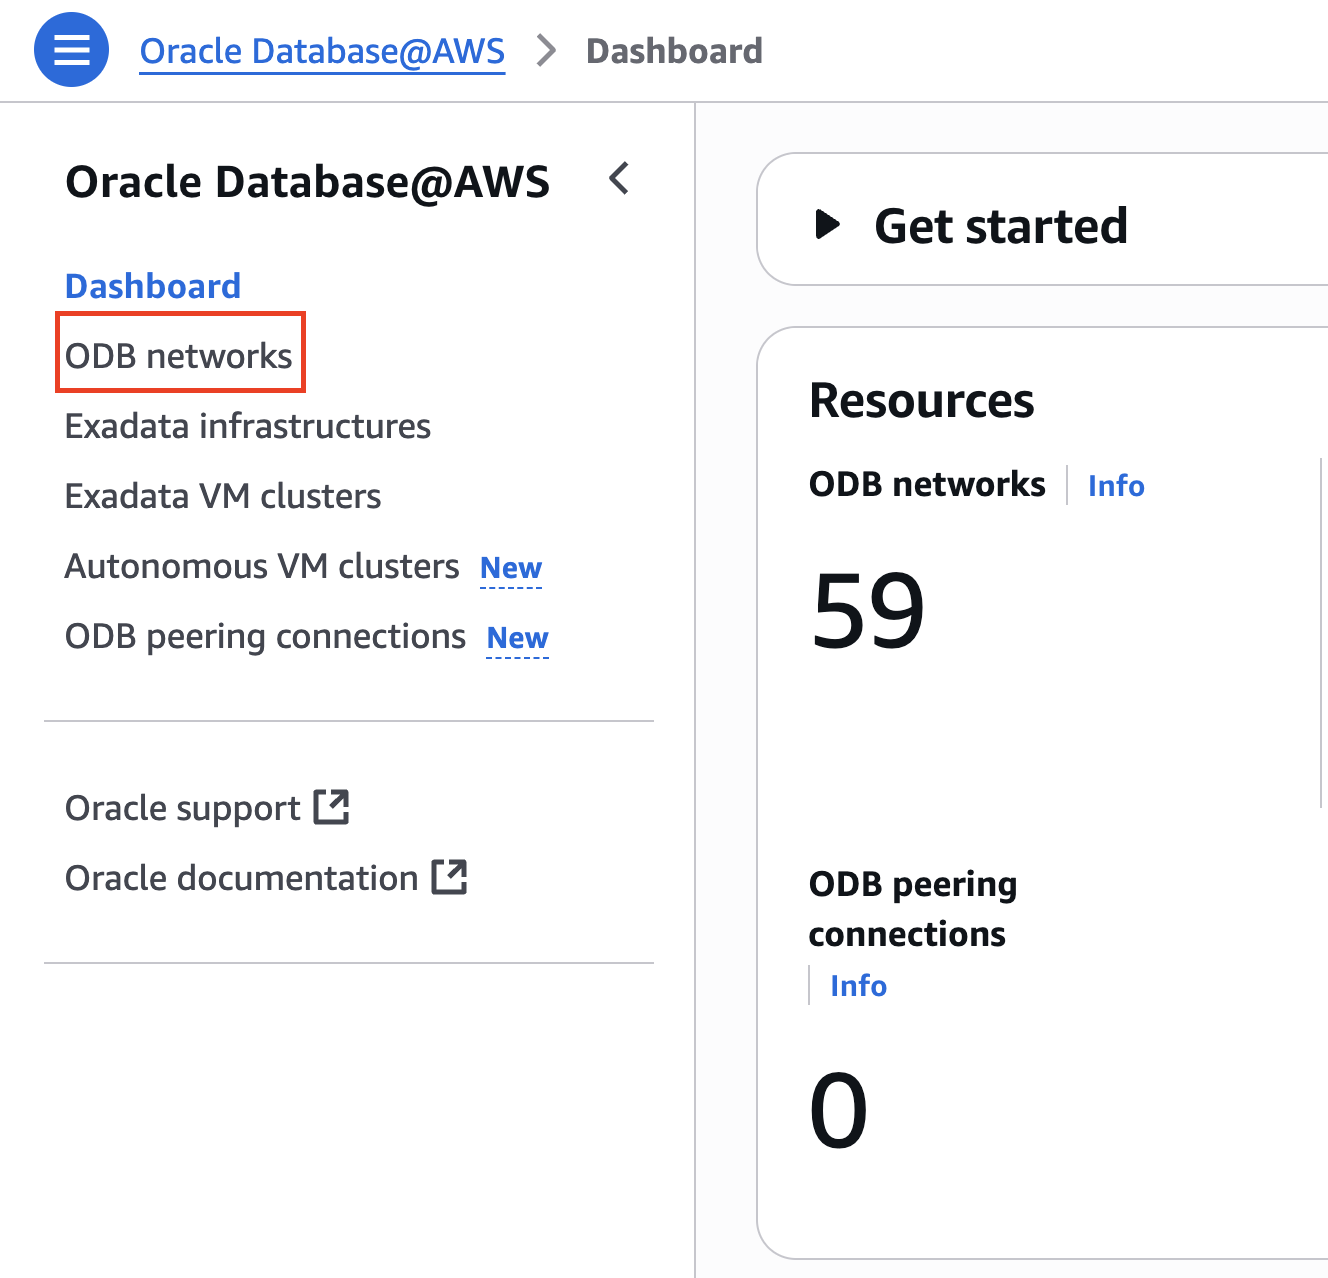 Oracle Database@AWS
Dashboard
Oracle Database@AWS
Dashboard
ODB networks
Exadata infrastructures
Exadata VM clusters
Autonomous VM clusters New
ODB peering connections New
Oracle support
Oracle documentation
Get started
Resources
ODB networks Info
59
ODB peering
connections
Info
0